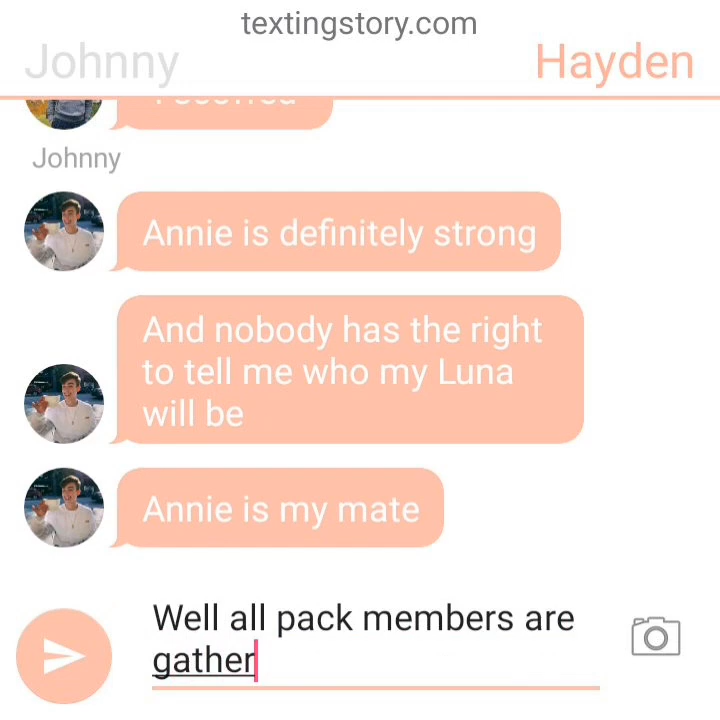 textingstory.com
Johnny
Hayden
Johnny
Annie is definitely strong
And nobody has the right
to tell me who my Luna
will be
Annie is my mate
Well all pack members are
gather